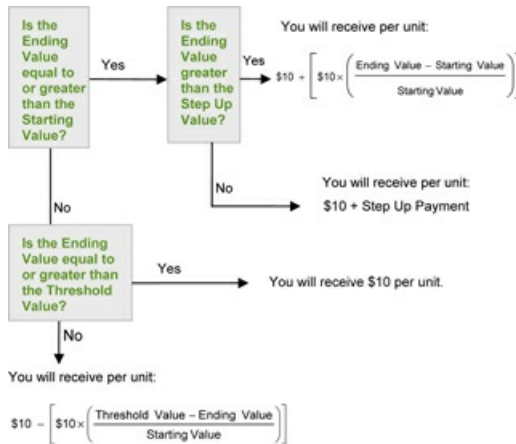 Is the
Ending
Value
equal to
or greater
than the
Starting
Value?
Yes
Is the
Ending
Value
greater
than the
Step Up
Value?
Yes
You will receive per unit:
$10 + [ $10 × ( Ending Value – Starting Value
Starting Value ) ]
No
You will receive per unit:
$10 + Step Up Payment
No
Is the Ending
Value equal to
or greater than
the Threshold
Value?
Yes
You will receive $10 per unit.
No
You will receive per unit:
$10 – [ $10 × ( Threshold Value – Ending Value
Starting Value ) ]